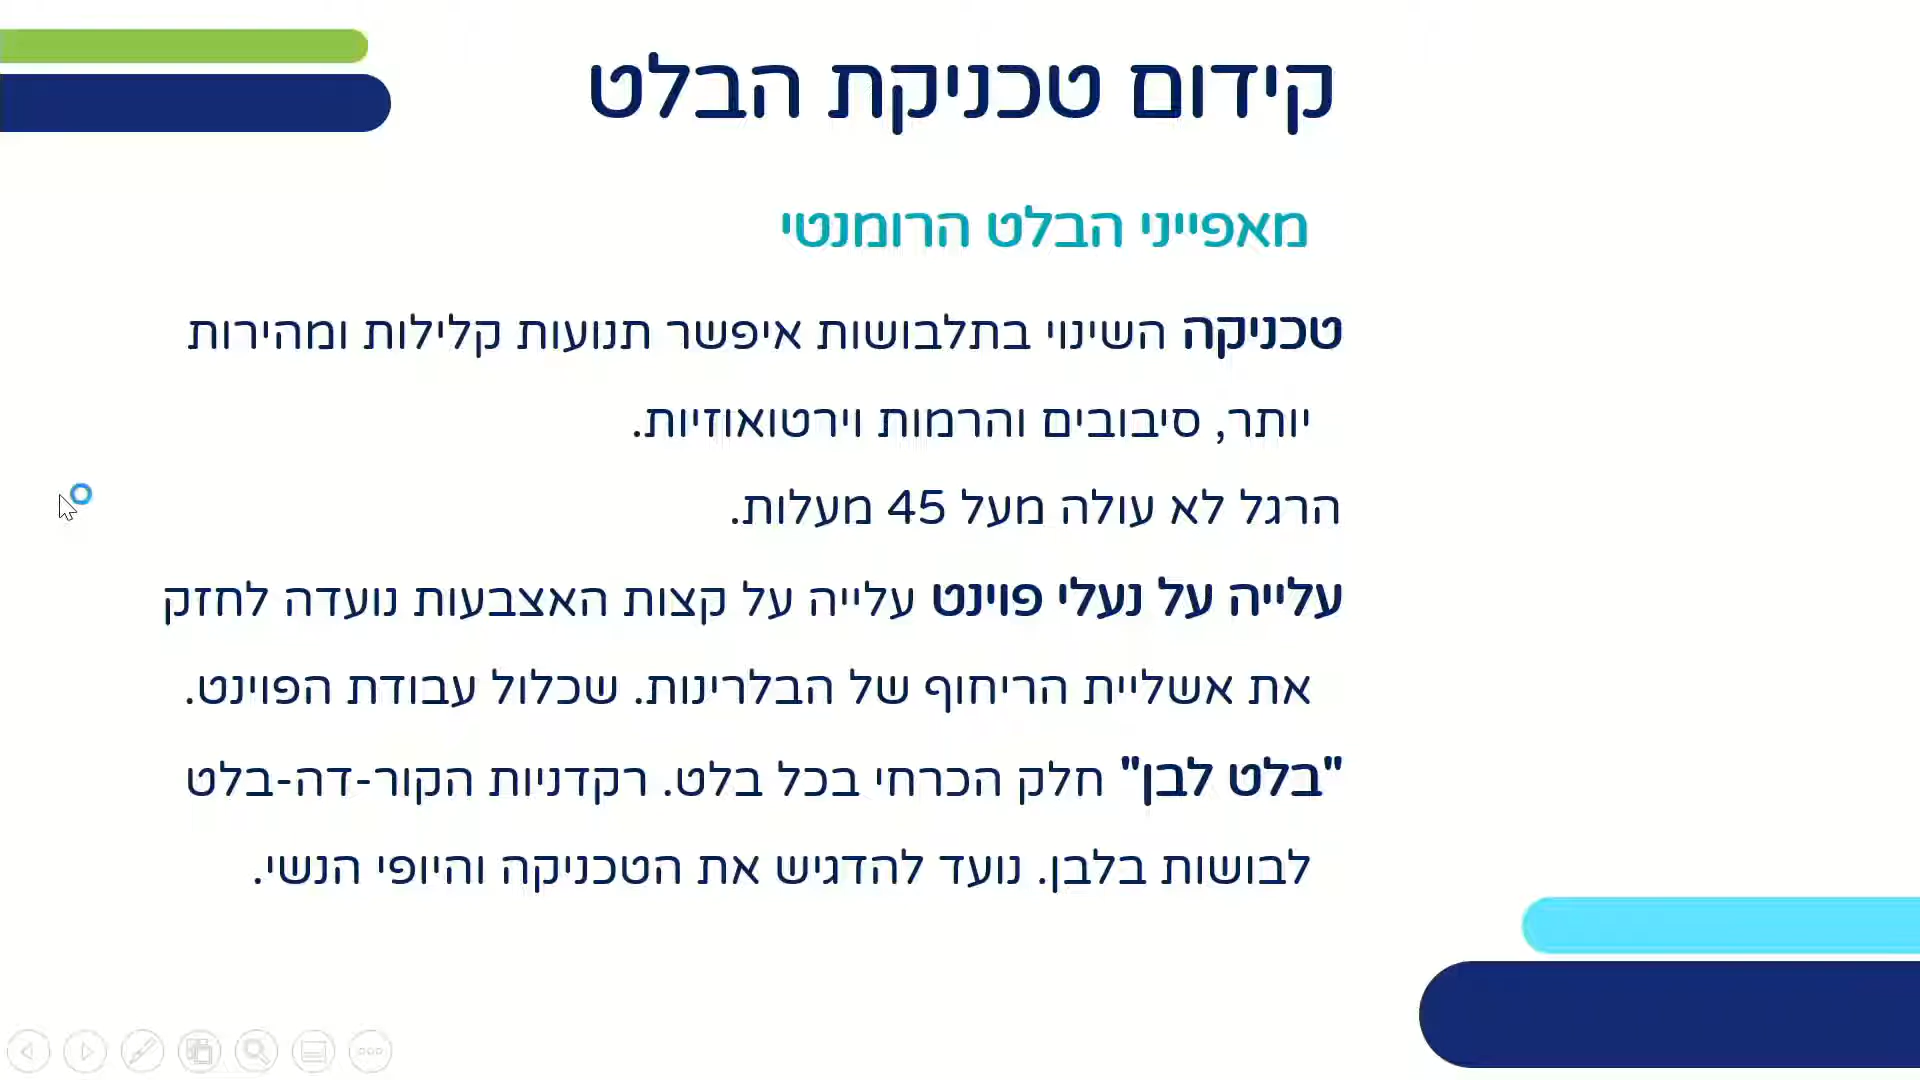 קידום טכניקת הבלט
מאפייני הבלט הרומנטי
טכניקה השינוי בתלבושות איפשר תנועות קלילות ומהירות
יותר, סיבובים והרמות וירטואוזיות.
הרגל לא עולה מעל 45 מעלות.
עלייה על נעלי פוינט עלייה על קצות האצבעות נועדה לחזק
את אשליית הריחוף של הבלרינות. שכלול עבודת הפוינט.
"בלט לבן" חלק הכרחי בכל בלט. רקדניות הקור-דה-בלט
לבושות בלבן. נועד להדגיש את הטכניקה והיופי הנשי.